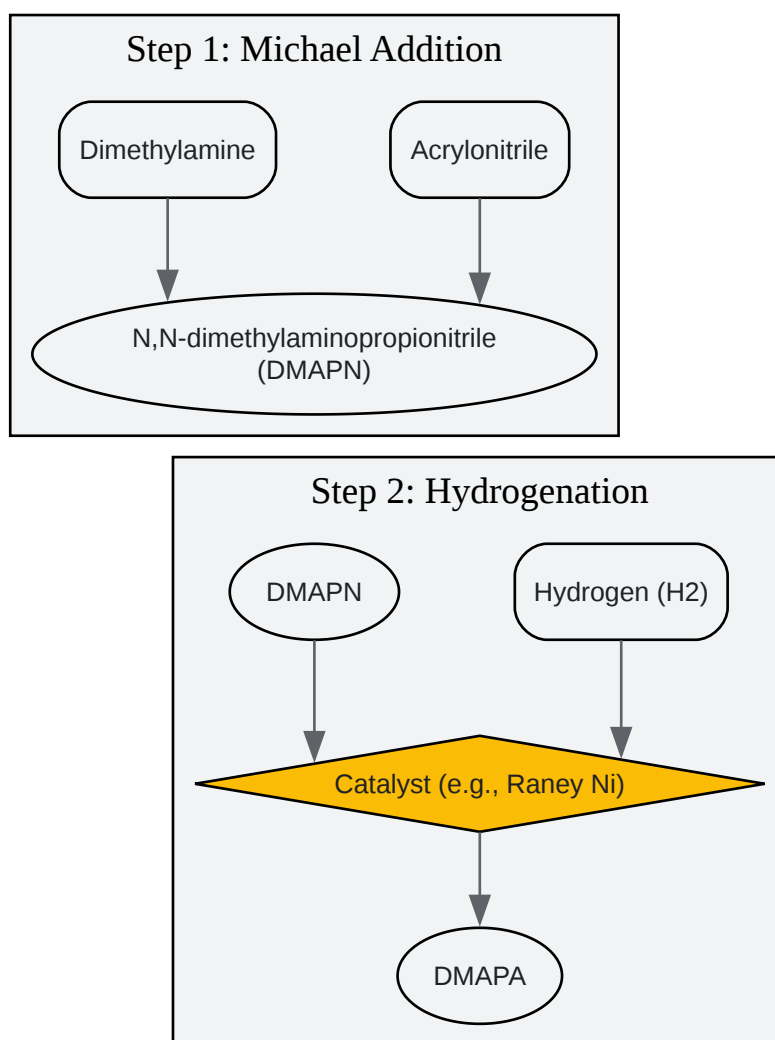 Step 1: Michael Addition
Dimethylamine
Acrylonitrile
N,N-dimethylaminopropionitrile
(DMAPN)
Step 2: Hydrogenation
DMAPN
Hydrogen (H2)
Catalyst (e.g., Raney Ni)
DMAPA